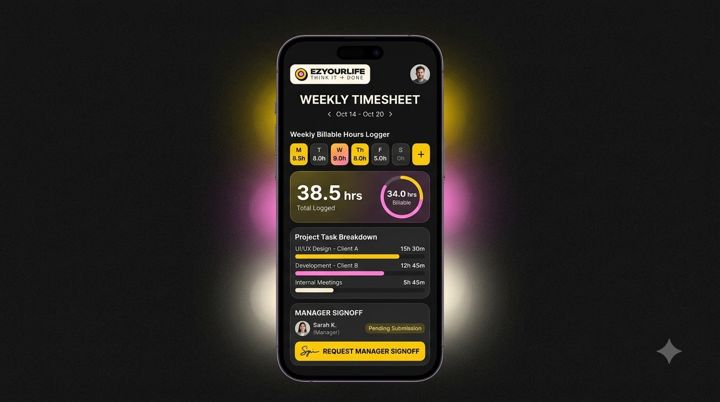 EZYOURLIFE
THINK IT → DONE
WEEKLY TIMESHEET
< Oct 14 - Oct 20 >
Weekly Billable Hours Logger
M T W Th F S +
8.5h 8.0h 9.0h 8.0h 5.0h 0h
38.5 hrs
Total Logged
34.0 hrs
Billable
Project Task Breakdown
UI/UX Design - Client A 15h 30m
Development - Client B 12h 45m
Internal Meetings 5h 45m
MANAGER SIGNOFF
Sarah K.
(Manager)
Pending Submission
REQUEST MANAGER SIGNOFF